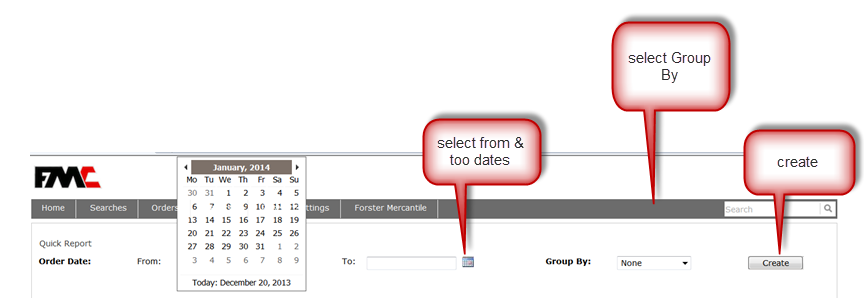 select Group
By
select from &
too dates
create
FMC
January, 2014
Mo Tu We Th Fr Sa Su
30 31 1 2 3 4 5
6 7 8 9 10 11 12
13 14 15 16 17 18 19
20 21 22 23 24 25 26
27 28 29 30 31 1 2
3 4 5 6 7 8 9
Today: December 20, 2013
Home Searches Orders ttings Forster Mercantile Search
Quick Report
Order Date: From: To: Group By: None Create